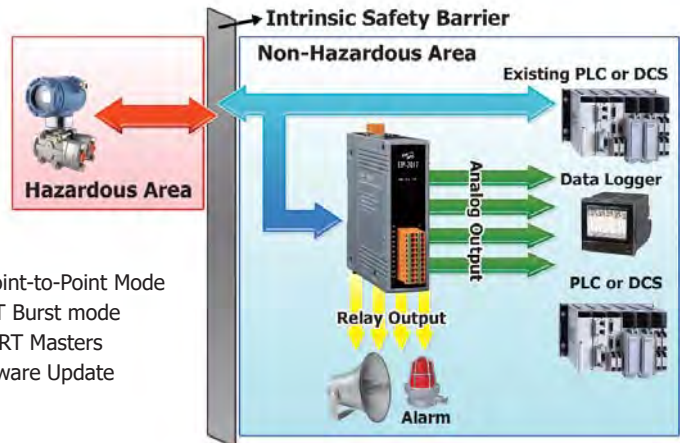 Intrinsic Safety Barrier
Non-Hazardous Area
Existing PLC or DCS
Hazardous Area
Analog Output
Data Logger
PLC or DCS
Relay Output
Alarm
oint-to-Point Mode
T Burst mode
RT Masters
ware Update